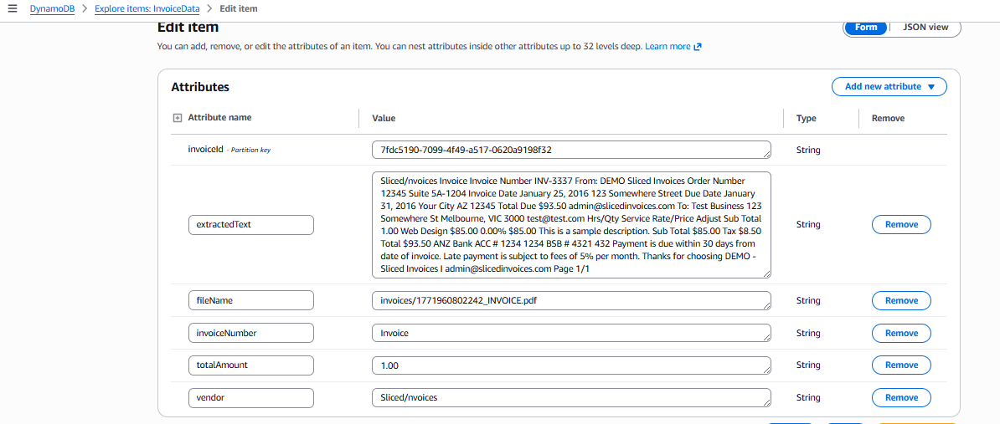 DynamoDB > Explore items: InvoiceData > Edit item
Edit item
Form JSON view
You can add, remove, or edit the attributes of an item. You can nest attributes inside other attributes up to 32 levels deep. Learn more
Attributes
Add new attribute
Attribute name Value Type Remove
invoiceId - Partition key 7fdc5190-7099-4f49-a517-0620a9198f32 String
Sliced/nvoices Invoice Invoice Number INV-3337 From: DEMO Sliced Invoices Order Number
12345 Suite 5A-1204 Invoice Date January 25, 2016 123 Somewhere Street Due Date January
31, 2016 Your City AZ 12345 Total Due $93.50 admin@slicedinvoices.com To: Test Business 123
Somewhere St Melbourne, VIC 3000 test@test.com Hrs/Qty Service Rate/Price Adjust Sub Total
extractedText 1.00 Web Design $85.00 0.00% $85.00 This is a sample description. Sub Total $85.00 Tax $8.50 String Remove
Total $93.50 ANZ Bank ACC # 1234 1234 BSB # 4321 432 Payment is due within 30 days from
date of invoice. Late payment is subject to fees of 5% per month. Thanks for choosing DEMO -
Sliced Invoices I admin@slicedinvoices.com Page 1/1
fileName invoices/1771960802242_INVOICE.pdf String Remove
invoiceNumber Invoice String Remove
totalAmount 1.00 String Remove
vendor Sliced/nvoices String Remove